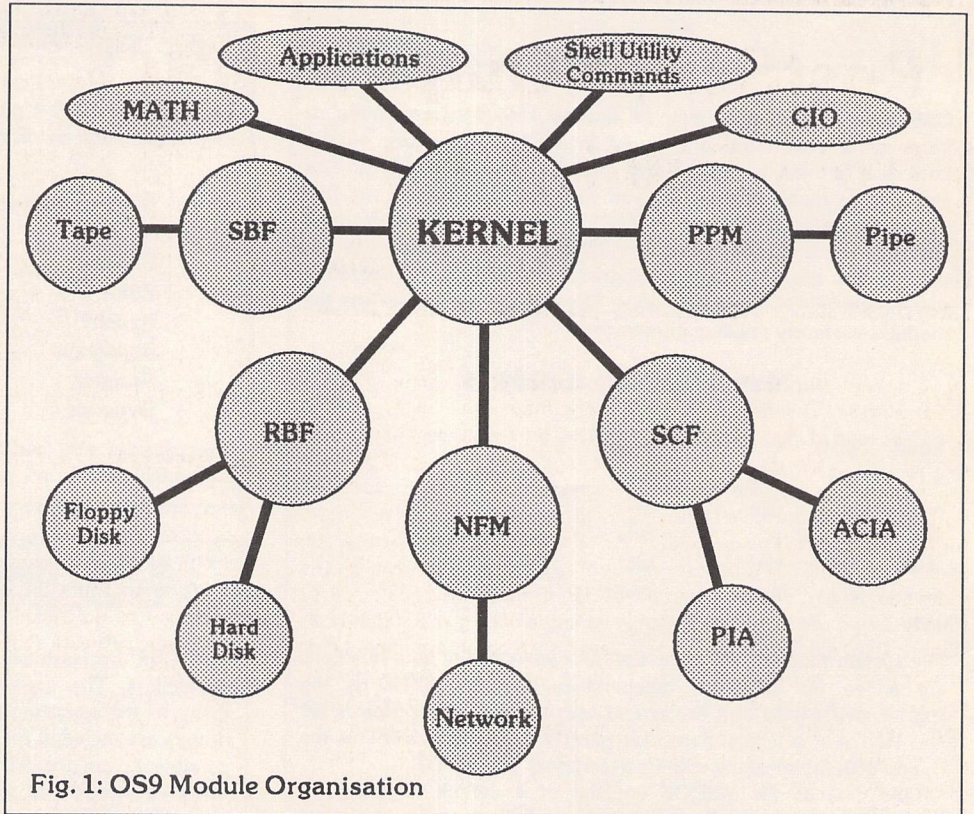 Applications
Shell Utility
Commands
MATH
CIO
Tape
SBF
KERNEL
PPM
Pipe
RBF
SCF
Floppy
Disk
NFM
ACIA
Hard
Disk
PIA
Network
Fig. 1: OS9 Module Organisation